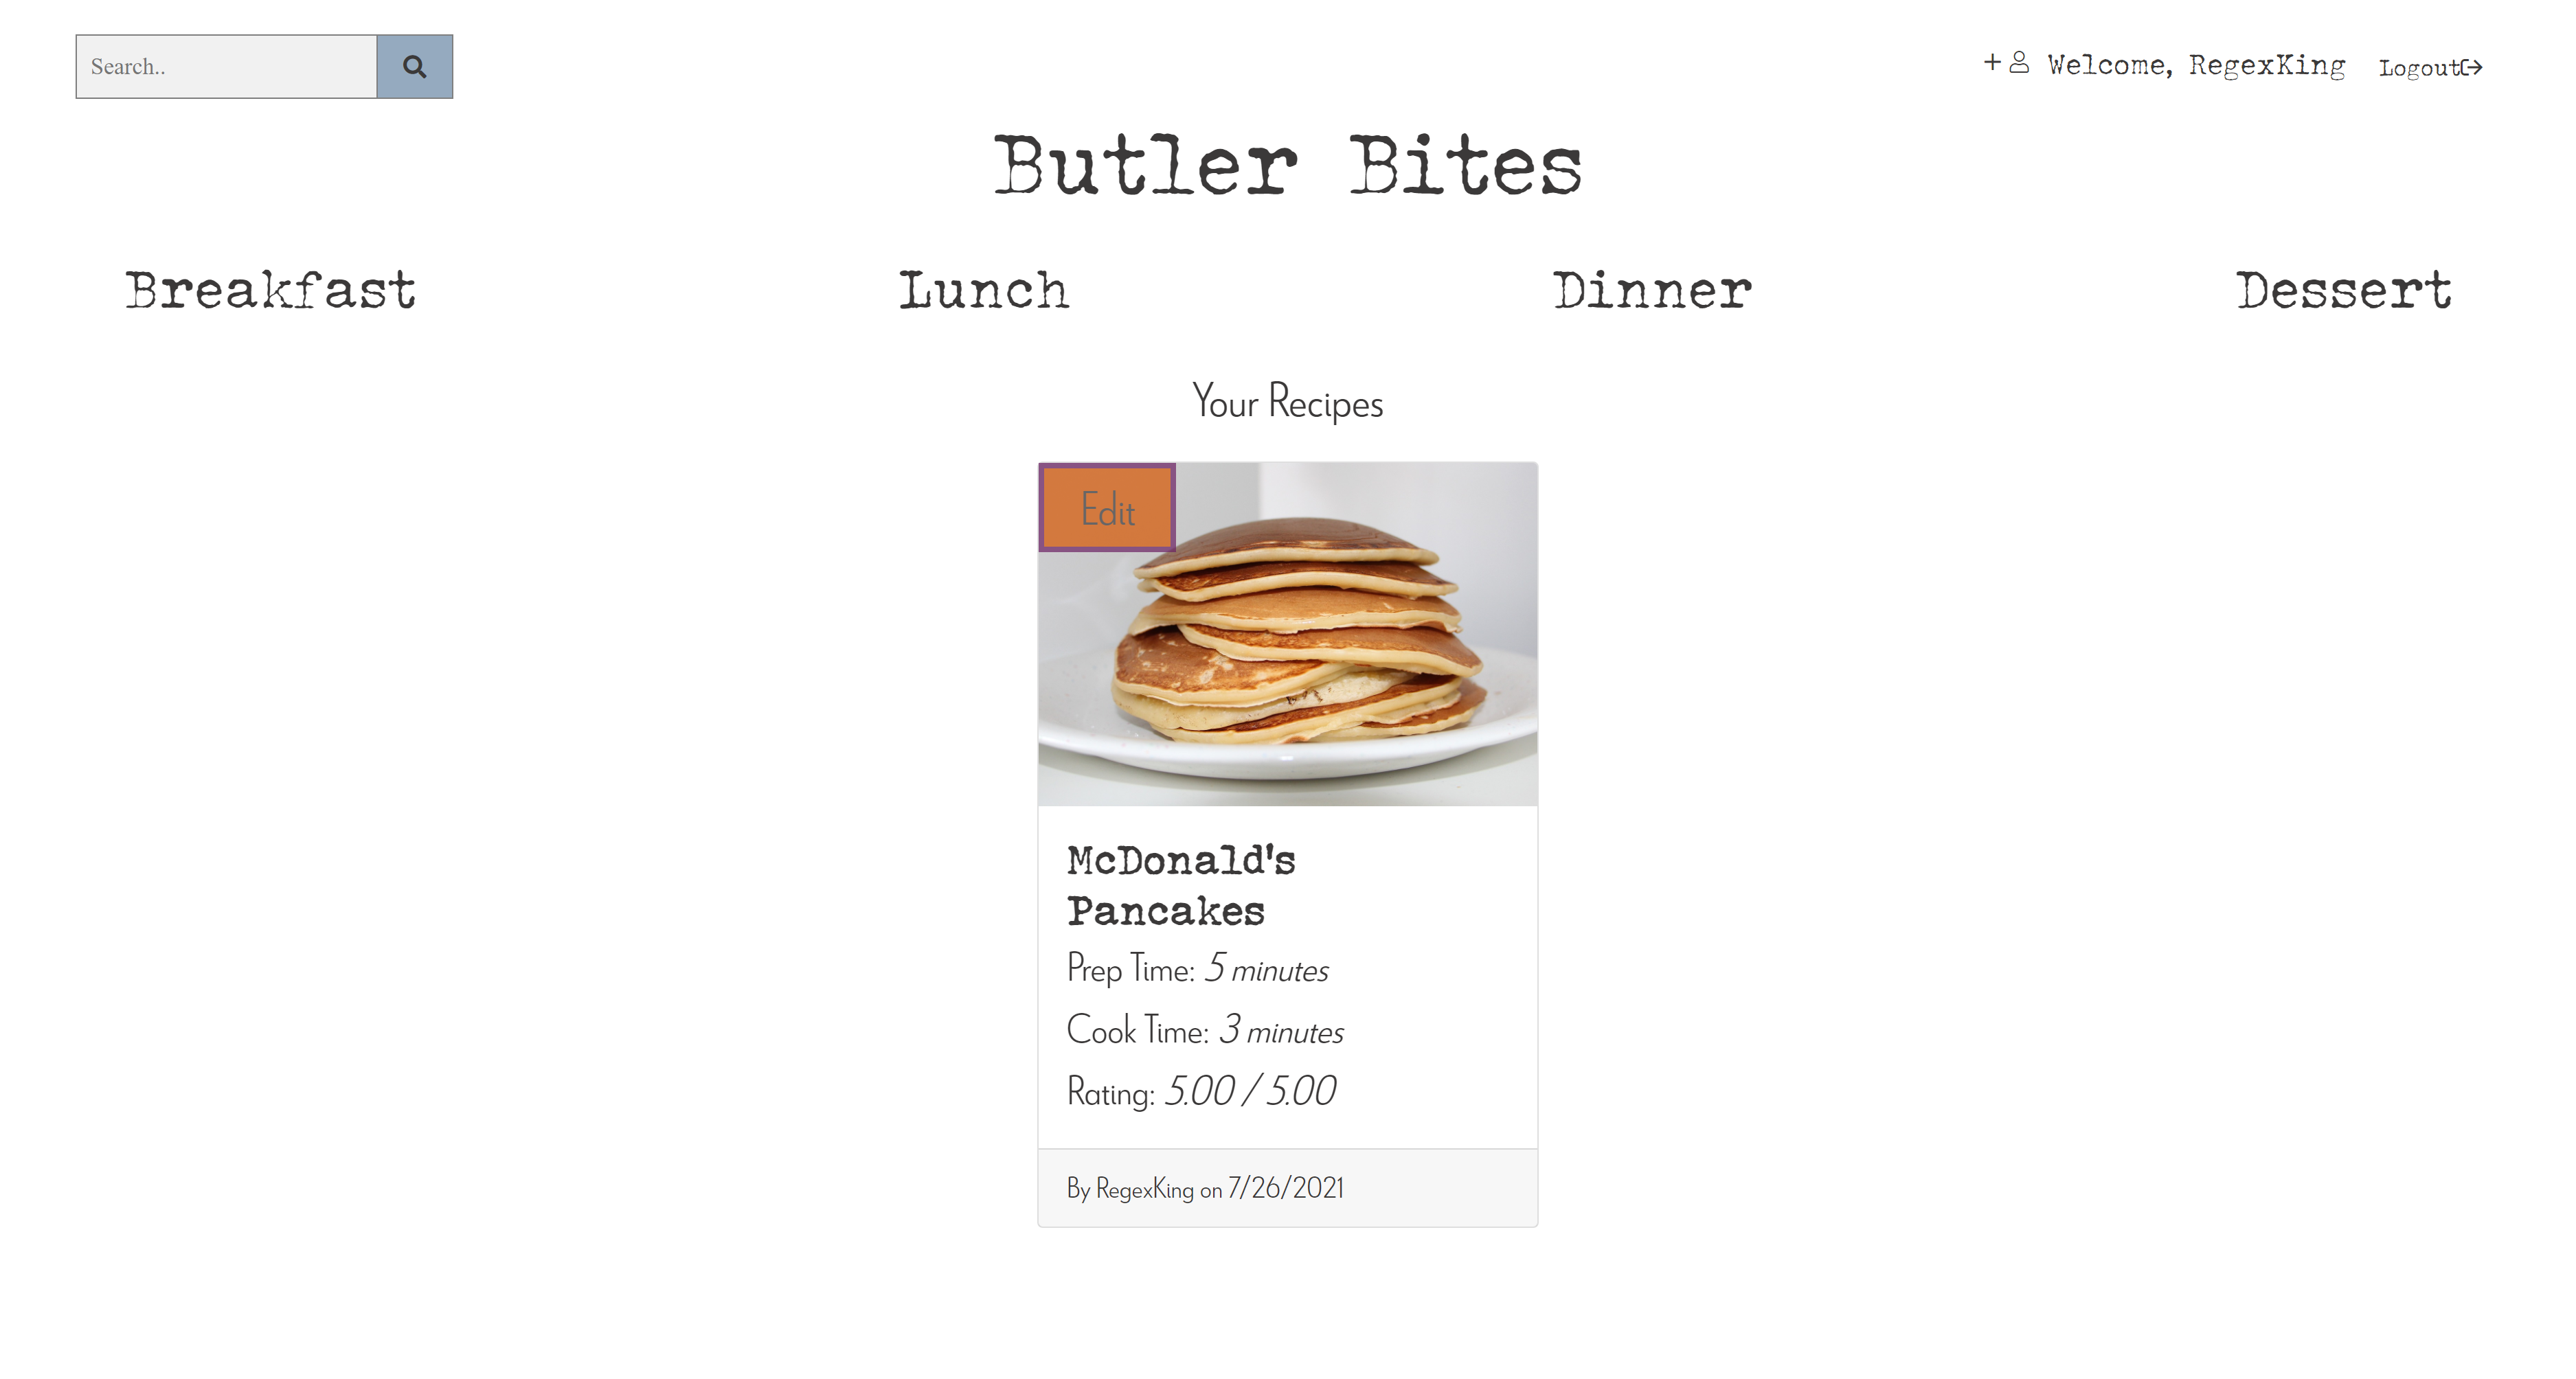 Search..
+ Welcome, RegexKing Logout
Butler Bites
Breakfast Lunch Dinner Dessert
Your Recipes
Edit
McDonald's
Pancakes
Prep Time: 5 minutes
Cook Time: 3 minutes
Rating: 5.00 / 5.00
By RegexKing on 7/26/2021